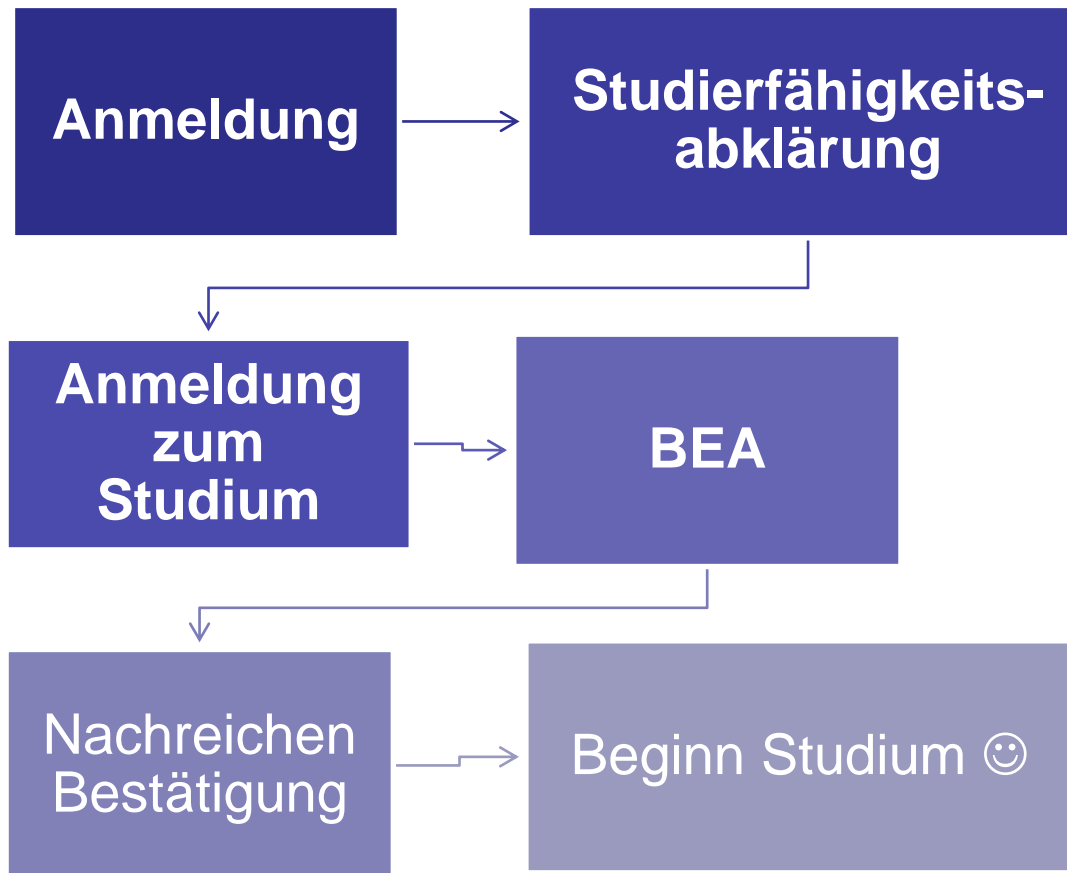 Anmeldung
Studierfähigkeits-
abklärung
Anmeldung
zum
Studium
BEA
Nachreichen
Bestätigung
Beginn Studium ☺